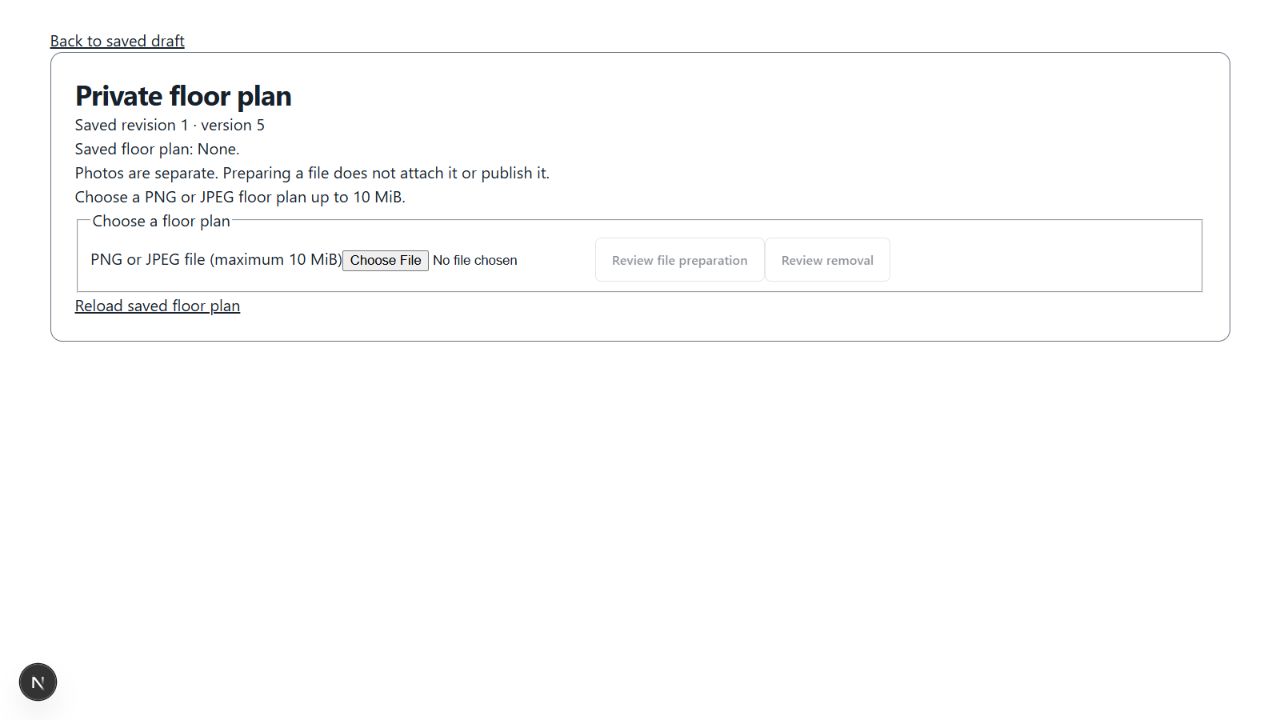 Back to saved draft
Private floor plan
Saved revision 1 · version 5
Saved floor plan: None.
Photos are separate. Preparing a file does not attach it or publish it.
Choose a PNG or JPEG floor plan up to 10 MiB.
Choose a floor plan
PNG or JPEG file (maximum 10 MiB) Choose File No file chosen Review file preparation Review removal
Reload saved floor plan
N